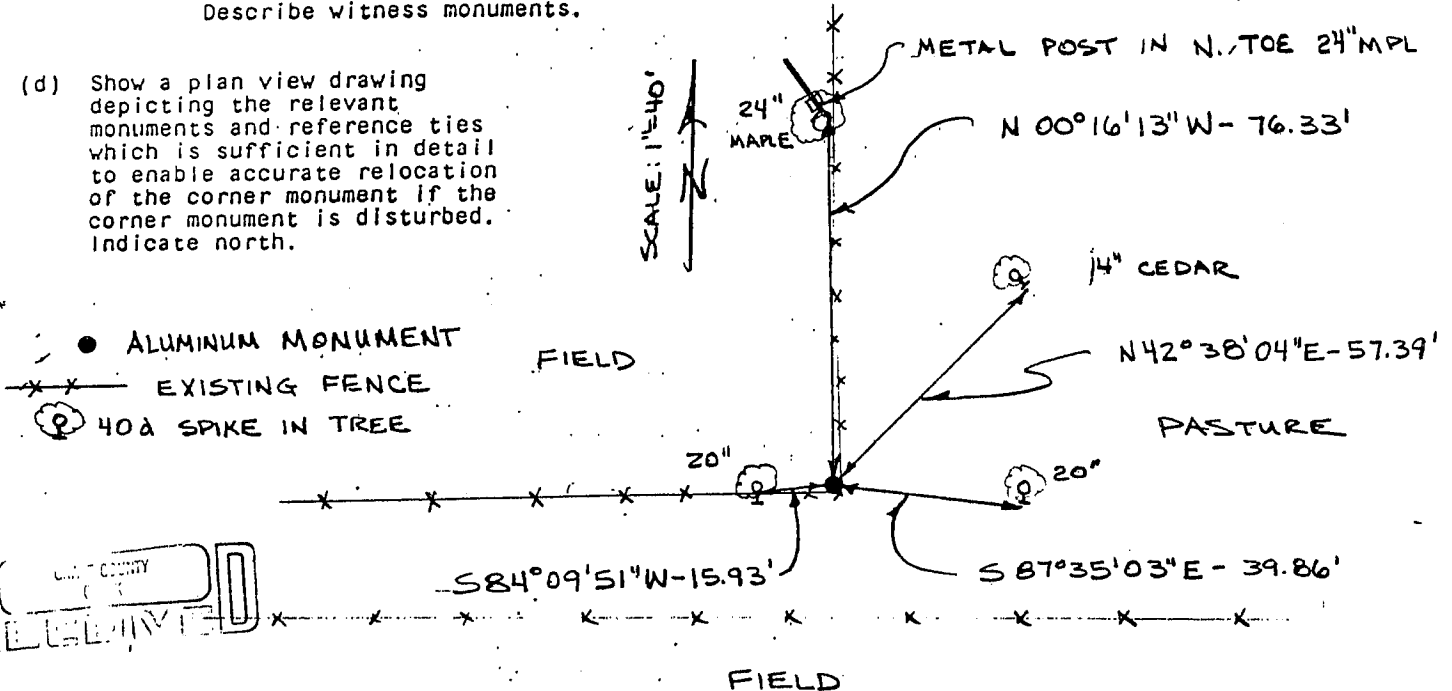 Describe witness monuments.
(d) Show a plan view drawing
depicting the relevant
monuments and reference ties
which is sufficient in detail
to enable accurate relocation
of the corner monument if the
corner monument is disturbed.
Indicate north.
SCALE: 1"=40'
N
24"
MAPLE
METAL POST IN N. TOE 24" MPL
N 00°16'13" W - 76.33'
14" CEDAR
N 42° 38' 04" E - 57.39'
ALUMINUM MONUMENT
EXISTING FENCE
40d SPIKE IN TREE
FIELD
PASTURE
20"
20"
S 84° 09' 51" W - 15.93'
S 87° 35' 03" E - 39.86'
COUNTY
FIELD